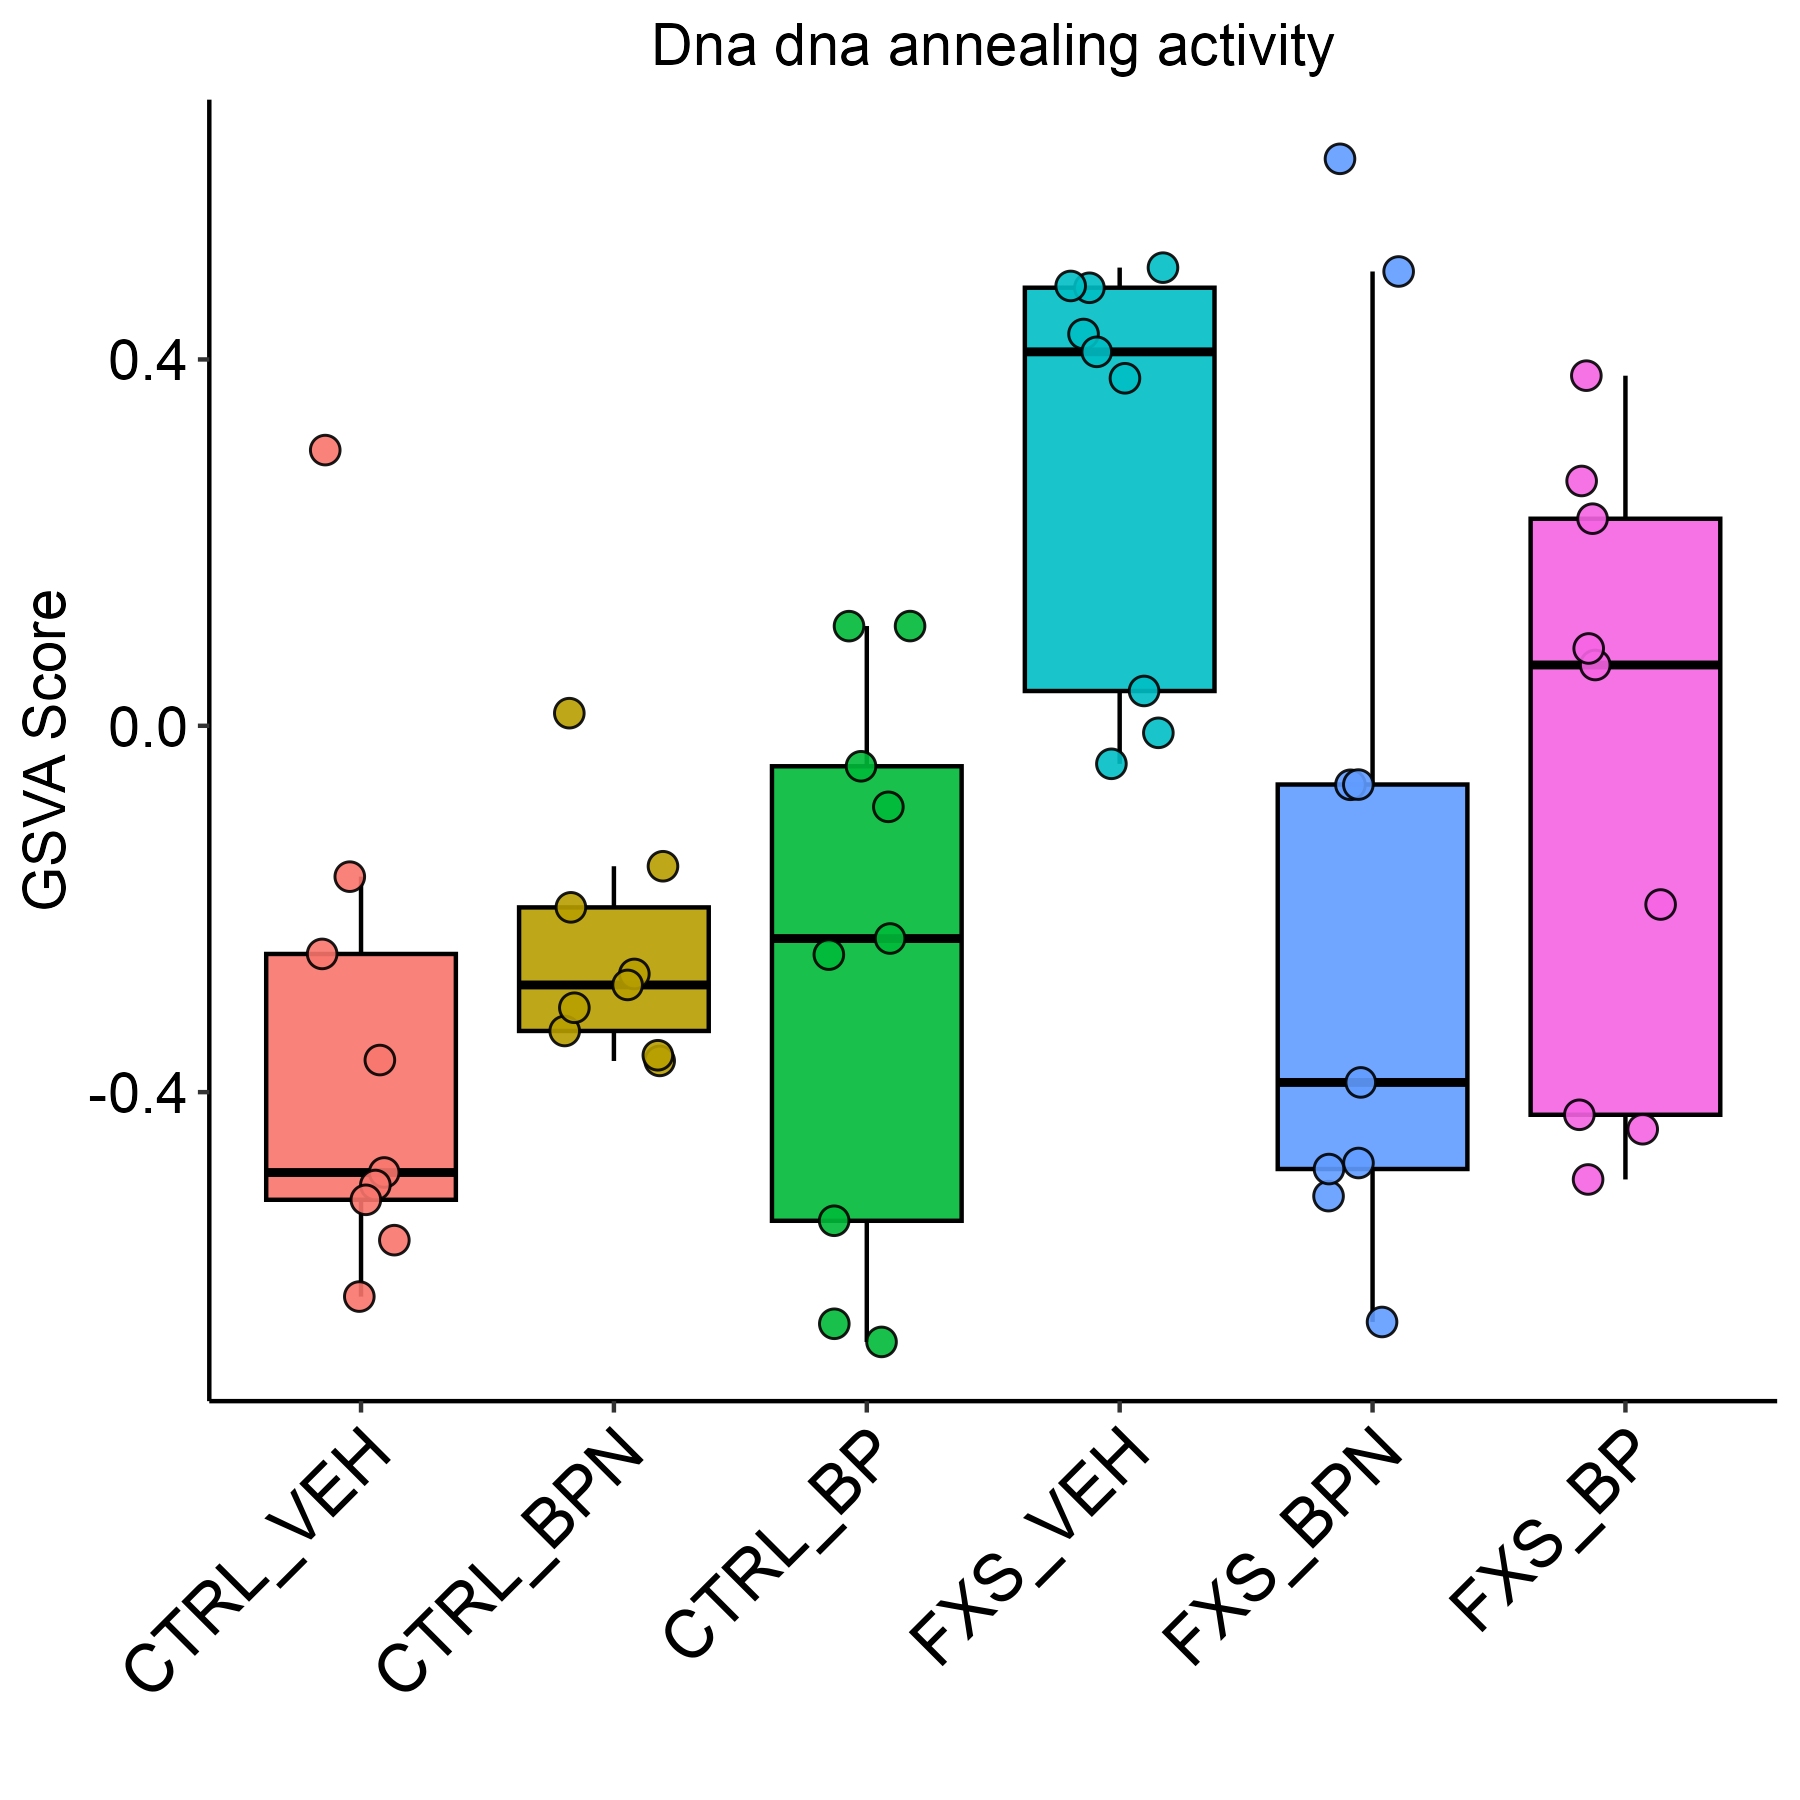 Dna dna annealing activity
GSVA Score
0.4
0.0
-0.4
CTRL_VEH
CTRL_BPN
CTRL_BP
FXS_VEH
FXS_BPN
FXS_BP